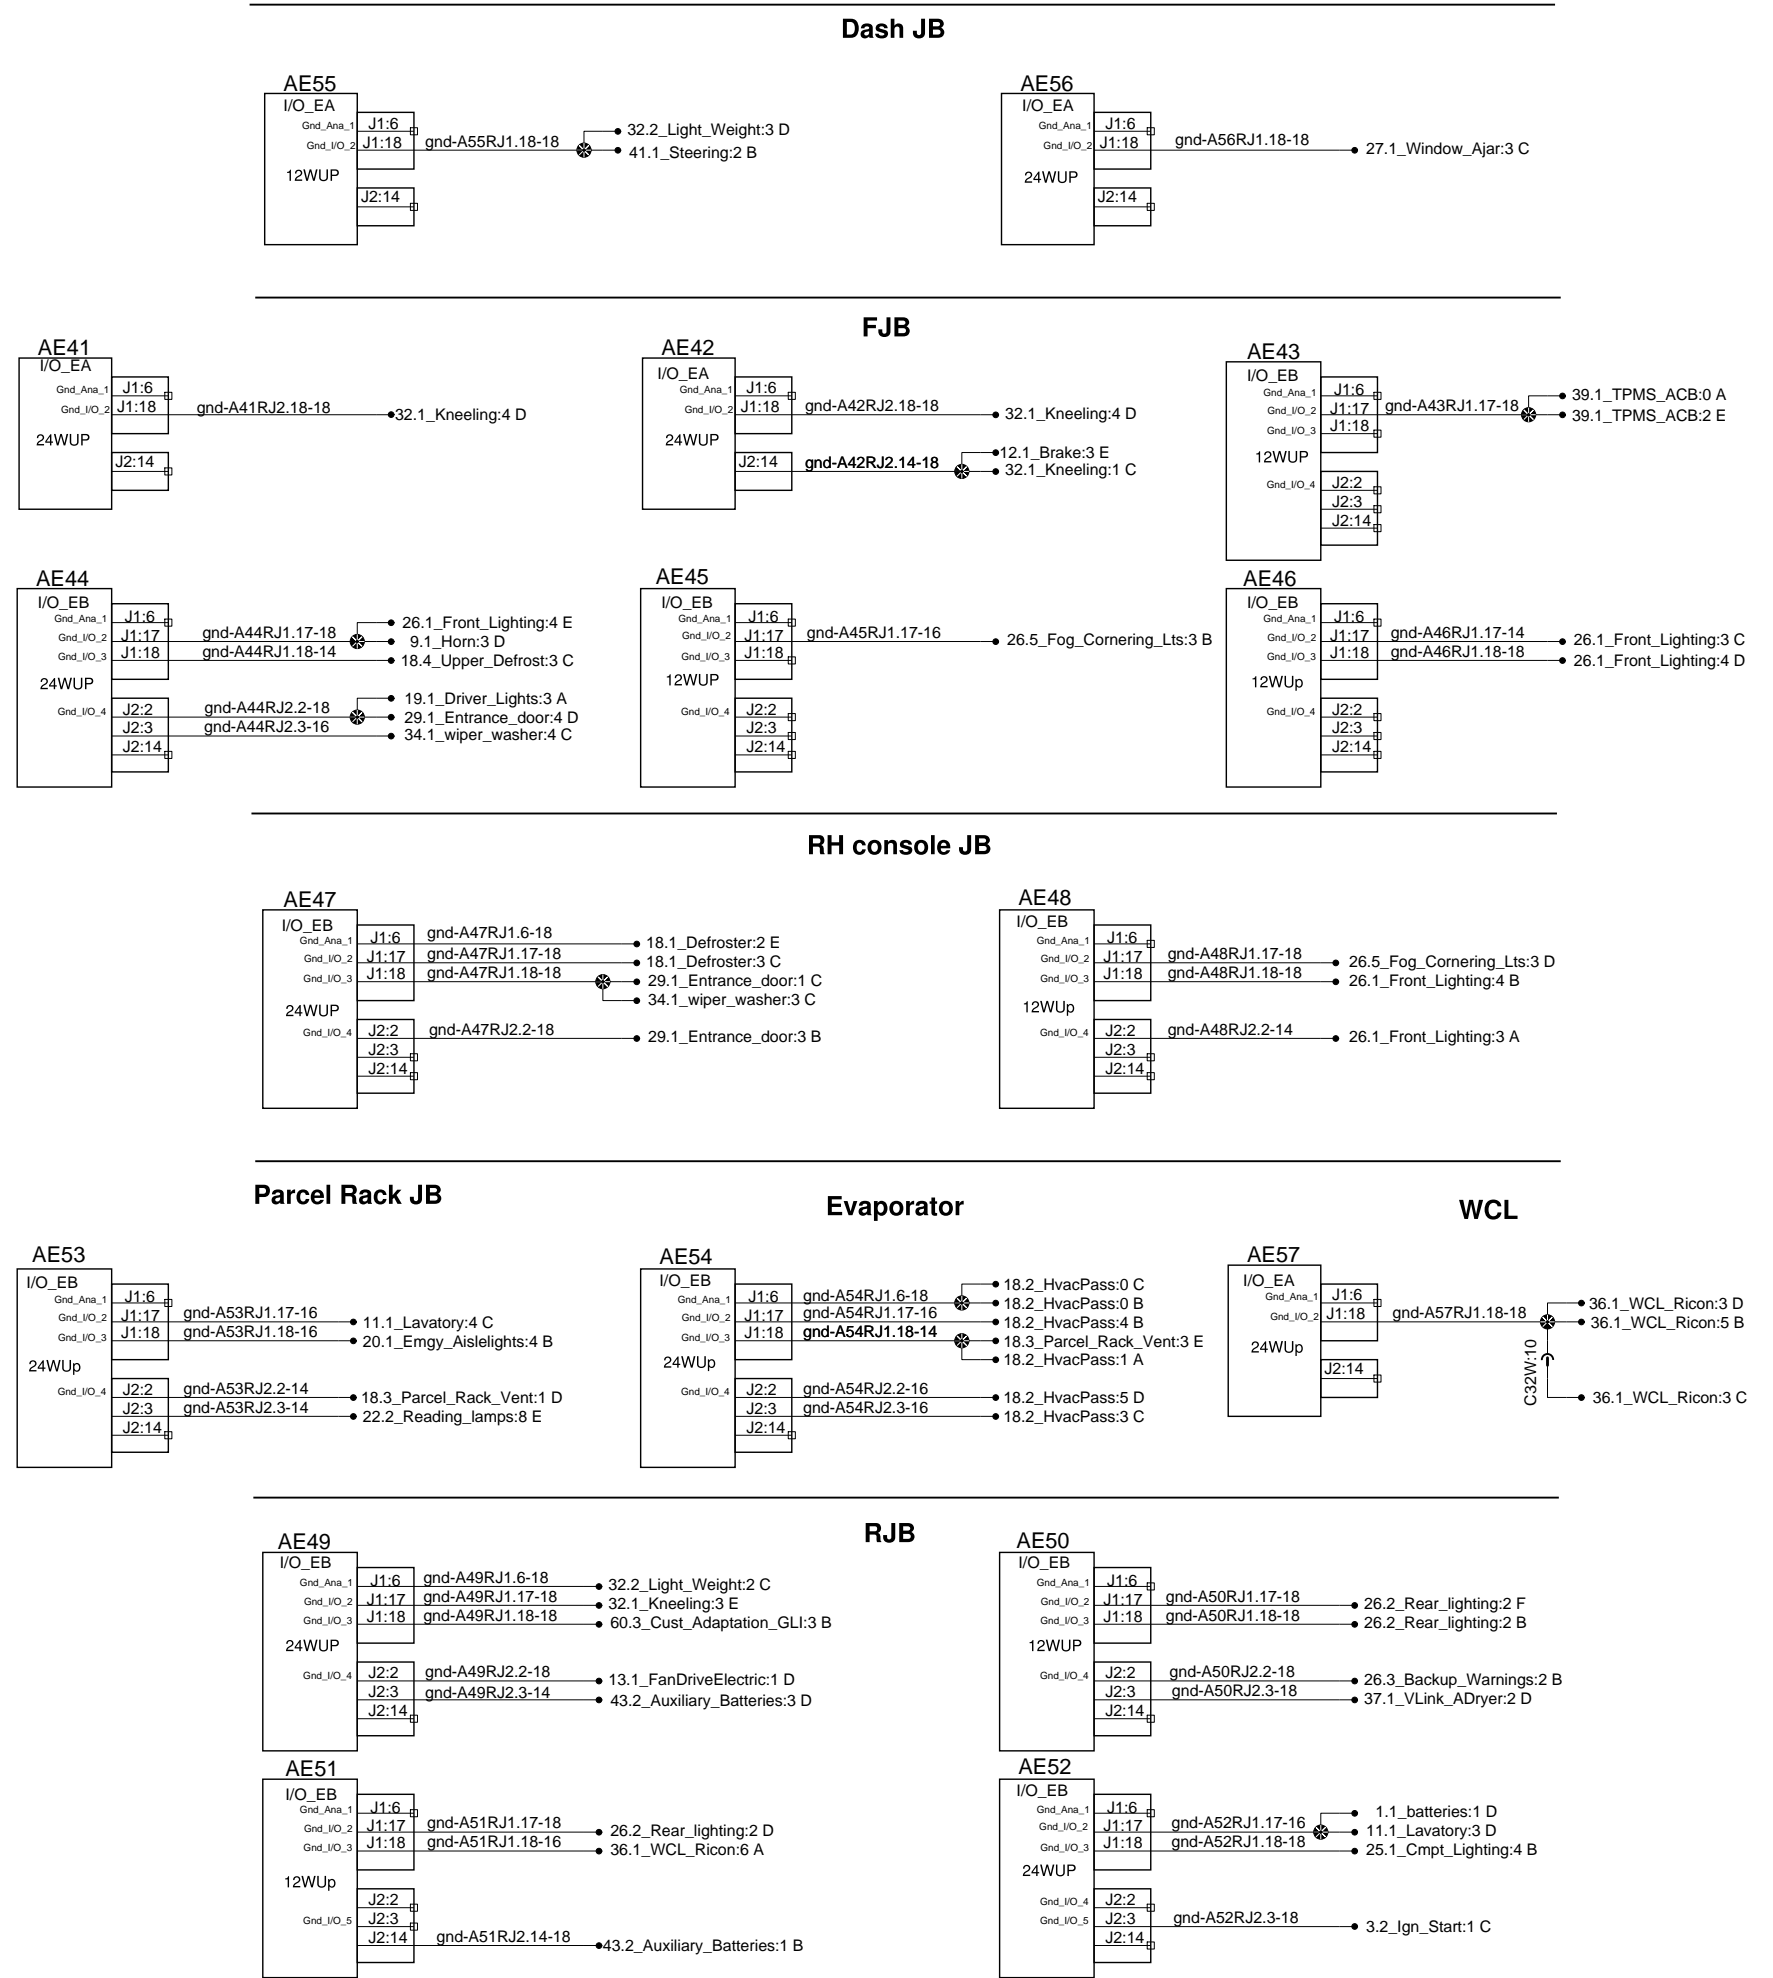 Dash JB
AE55
I/O_EA
Gnd_Ana_1 J1:6
Gnd_I/O_2 J1:18 gnd-A55RJ1.18-18
32.2_Light_Weight:3 D
41.1_Steering:2 B
12WUP
J2:14
AE56
I/O_EA
Gnd_Ana_1 J1:6
Gnd_I/O_2 J1:18 gnd-A56RJ1.18-18 27.1_Window_Ajar:3 C
24WUP
J2:14
FJB
AE41
I/O_EA
Gnd_Ana_1 J1:6
Gnd_I/O_2 J1:18 gnd-A41RJ2.18-18 32.1_Kneeling:4 D
24WUP
J2:14
AE42
I/O_EA
Gnd_Ana_1 J1:6
Gnd_I/O_2 J1:18 gnd-A42RJ2.18-18 32.1_Kneeling:4 D
24WUP
J2:14 gnd-A42RJ2.14-18
12.1_Brake:3 E
32.1_Kneeling:1 C
AE43
I/O_EB
Gnd_Ana_1 J1:6
Gnd_I/O_2 J1:17 gnd-A43RJ1.17-18
39.1_TPMS_ACB:0 A
39.1_TPMS_ACB:2 E
Gnd_I/O_3 J1:18
12WUP
Gnd_I/O_4 J2:2
J2:3
J2:14
AE44
I/O_EB
Gnd_Ana_1 J1:6
Gnd_I/O_2 J1:17 gnd-A44RJ1.17-18
26.1_Front_Lighting:4 E
9.1_Horn:3 D
Gnd_I/O_3 J1:18 gnd-A44RJ1.18-14 18.4_Upper_Defrost:3 C
24WUP
Gnd_I/O_4 J2:2 gnd-A44RJ2.2-18
19.1_Driver_Lights:3 A
29.1_Entrance_door:4 D
J2:3 gnd-A44RJ2.3-16 34.1_wiper_washer:4 C
J2:14
AE45
I/O_EB
Gnd_Ana_1 J1:6
Gnd_I/O_2 J1:17 gnd-A45RJ1.17-16 26.5_Fog_Cornering_Lts:3 B
Gnd_I/O_3 J1:18
12WUP
Gnd_I/O_4 J2:2
J2:3
J2:14
AE46
I/O_EB
Gnd_Ana_1 J1:6
Gnd_I/O_2 J1:17 gnd-A46RJ1.17-14 26.1_Front_Lighting:3 C
Gnd_I/O_3 J1:18 gnd-A46RJ1.18-18 26.1_Front_Lighting:4 D
12WUp
Gnd_I/O_4 J2:2
J2:3
J2:14
RH console JB
AE47
I/O_EB
Gnd_Ana_1 J1:6 gnd-A47RJ1.6-18 18.1_Defroster:2 E
Gnd_I/O_2 J1:17 gnd-A47RJ1.17-18 18.1_Defroster:3 C
Gnd_I/O_3 J1:18 gnd-A47RJ1.18-18 29.1_Entrance_door:1 C
34.1_wiper_washer:3 C
24WUP
Gnd_I/O_4 J2:2 gnd-A47RJ2.2-18 29.1_Entrance_door:3 B
J2:3
J2:14
AE48
I/O_EB
Gnd_Ana_1 J1:6
Gnd_I/O_2 J1:17 gnd-A48RJ1.17-18 26.5_Fog_Cornering_Lts:3 D
Gnd_I/O_3 J1:18 gnd-A48RJ1.18-18 26.1_Front_Lighting:4 B
12WUp
Gnd_I/O_4 J2:2 gnd-A48RJ2.2-14 26.1_Front_Lighting:3 A
J2:3
J2:14
Parcel Rack JB
AE53
I/O_EB
Gnd_Ana_1 J1:6
Gnd_I/O_2 J1:17 gnd-A53RJ1.17-16 11.1_Lavatory:4 C
Gnd_I/O_3 J1:18 gnd-A53RJ1.18-16 20.1_Emgy_Aislelights:4 B
24WUp
Gnd_I/O_4 J2:2 gnd-A53RJ2.2-14 18.3_Parcel_Rack_Vent:1 D
J2:3 gnd-A53RJ2.3-14 22.2_Reading_lamps:8 E
J2:14
Evaporator
AE54
I/O_EB
18.2_HvacPass:0 C
Gnd_Ana_1 J1:6 gnd-A54RJ1.6-18 18.2_HvacPass:0 B
Gnd_I/O_2 J1:17 gnd-A54RJ1.17-16 18.2_HvacPass:4 B
Gnd_I/O_3 J1:18 gnd-A54RJ1.18-14 18.3_Parcel_Rack_Vent:3 E
18.2_HvacPass:1 A
24WUp
Gnd_I/O_4 J2:2 gnd-A54RJ2.2-16 18.2_HvacPass:5 D
J2:3 gnd-A54RJ2.3-16 18.2_HvacPass:3 C
J2:14
WCL
AE57
I/O_EA
Gnd_Ana_1 J1:6
36.1_WCL_Ricon:3 D
Gnd_I/O_2 J1:18 gnd-A57RJ1.18-18 36.1_WCL_Ricon:5 B
24WUp
J2:14
C32W:10
36.1_WCL_Ricon:3 C
RJB
AE49
I/O_EB
Gnd_Ana_1 J1:6 gnd-A49RJ1.6-18 32.2_Light_Weight:2 C
Gnd_I/O_2 J1:17 gnd-A49RJ1.17-18 32.1_Kneeling:3 E
Gnd_I/O_3 J1:18 gnd-A49RJ1.18-18 60.3_Cust_Adaptation_GLI:3 B
24WUP
Gnd_I/O_4 J2:2 gnd-A49RJ2.2-18 13.1_FanDriveElectric:1 D
J2:3 gnd-A49RJ2.3-14 43.2_Auxiliary_Batteries:3 D
J2:14
AE50
I/O_EB
Gnd_Ana_1 J1:6
Gnd_I/O_2 J1:17 gnd-A50RJ1.17-18 26.2_Rear_lighting:2 F
Gnd_I/O_3 J1:18 gnd-A50RJ1.18-18 26.2_Rear_lighting:2 B
12WUP
Gnd_I/O_4 J2:2 gnd-A50RJ2.2-18 26.3_Backup_Warnings:2 B
J2:3 gnd-A50RJ2.3-18 37.1_VLink_ADryer:2 D
J2:14
AE51
I/O_EB
Gnd_Ana_1 J1:6
Gnd_I/O_2 J1:17 gnd-A51RJ1.17-18 26.2_Rear_lighting:2 D
Gnd_I/O_3 J1:18 gnd-A51RJ1.18-16 36.1_WCL_Ricon:6 A
12WUp
J2:2
Gnd_I/O_5 J2:3
J2:14 gnd-A51RJ2.14-18 43.2_Auxiliary_Batteries:1 B
AE52
I/O_EB
Gnd_Ana_1 J1:6
1.1_batteries:1 D
Gnd_I/O_2 J1:17 gnd-A52RJ1.17-16 11.1_Lavatory:3 D
Gnd_I/O_3 J1:18 gnd-A52RJ1.18-18 25.1_Cmpt_Lighting:4 B
24WUP
Gnd_I/O_4 J2:2
Gnd_I/O_5 J2:3 gnd-A52RJ2.3-18 3.2_Ign_Start:1 C
J2:14